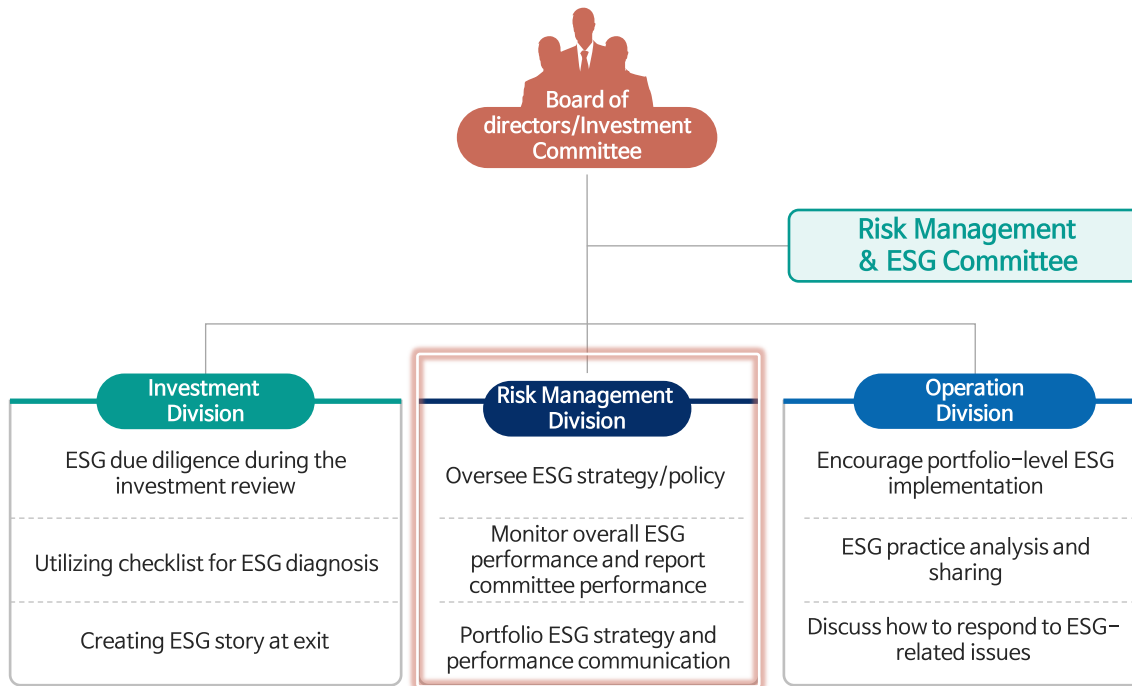 Board of
directors/Investment
Committee
Risk Management
& ESG Committee
Investment
Division
ESG due diligence during the
investment review
Utilizing checklist for ESG diagnosis
Creating ESG story at exit
Risk Management
Division
Oversee ESG strategy/policy
Monitor overall ESG
performance and report
committee performance
Portfolio ESG strategy and
performance communication
Operation
Division
Encourage portfolio-level ESG
implementation
ESG practice analysis and
sharing
Discuss how to respond to ESG-
related issues